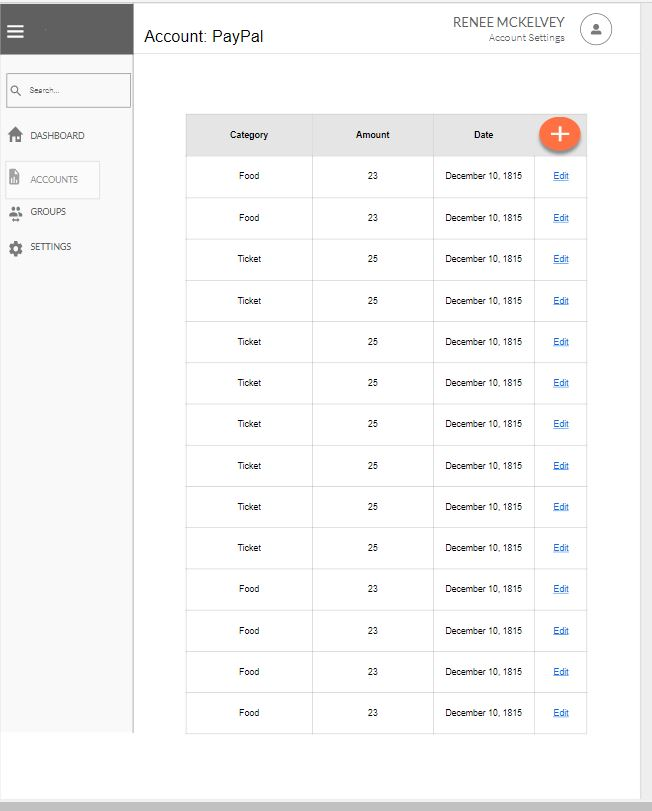 RENEE MCKELVEY
Account: PayPal
Account Settings
Search...
DASHBOARD
ACCOUNTS
GROUPS
SETTINGS
Category Amount Date
Food 23 December 10, 1815 Edit
Food 23 December 10, 1815 Edit
Ticket 25 December 10, 1815 Edit
Ticket 25 December 10, 1815 Edit
Ticket 25 December 10, 1815 Edit
Ticket 25 December 10, 1815 Edit
Ticket 25 December 10, 1815 Edit
Ticket 25 December 10, 1815 Edit
Ticket 25 December 10, 1815 Edit
Ticket 25 December 10, 1815 Edit
Food 23 December 10, 1815 Edit
Food 23 December 10, 1815 Edit
Food 23 December 10, 1815 Edit
Food 23 December 10, 1815 Edit